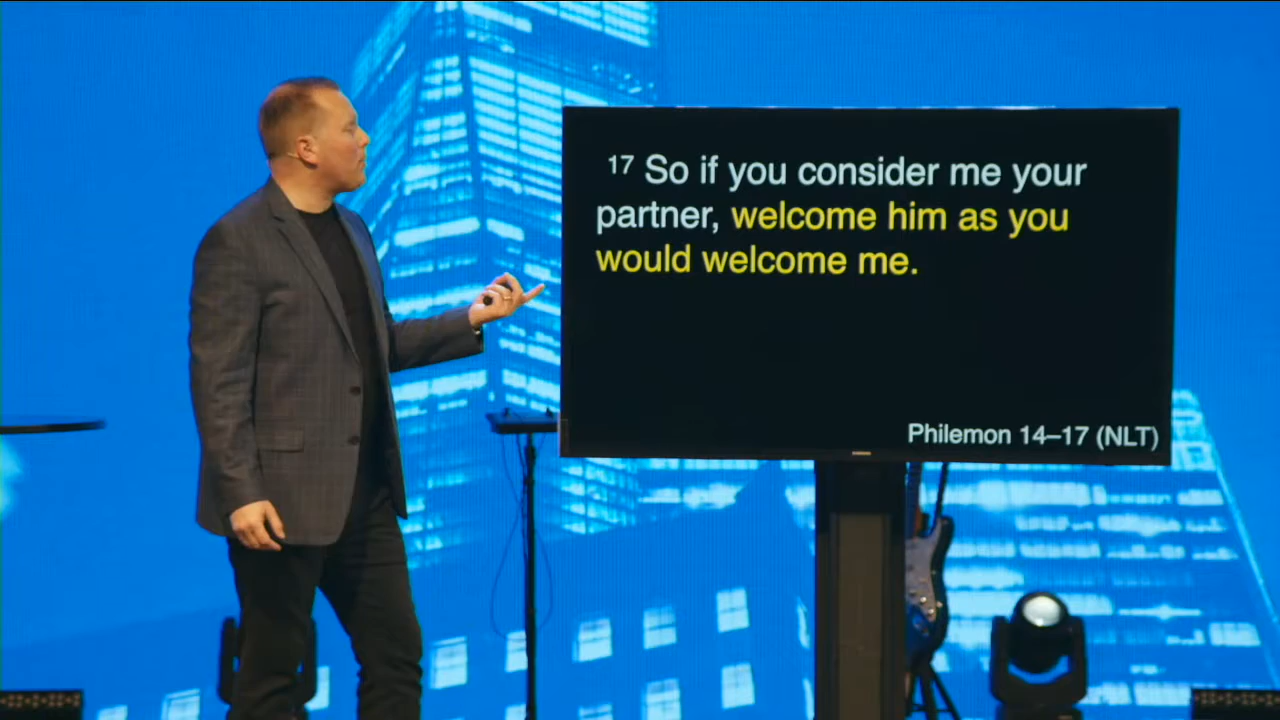 17 So if you consider me your
partner, welcome him as you
would welcome me.
Philemon 14–17 (NLT)